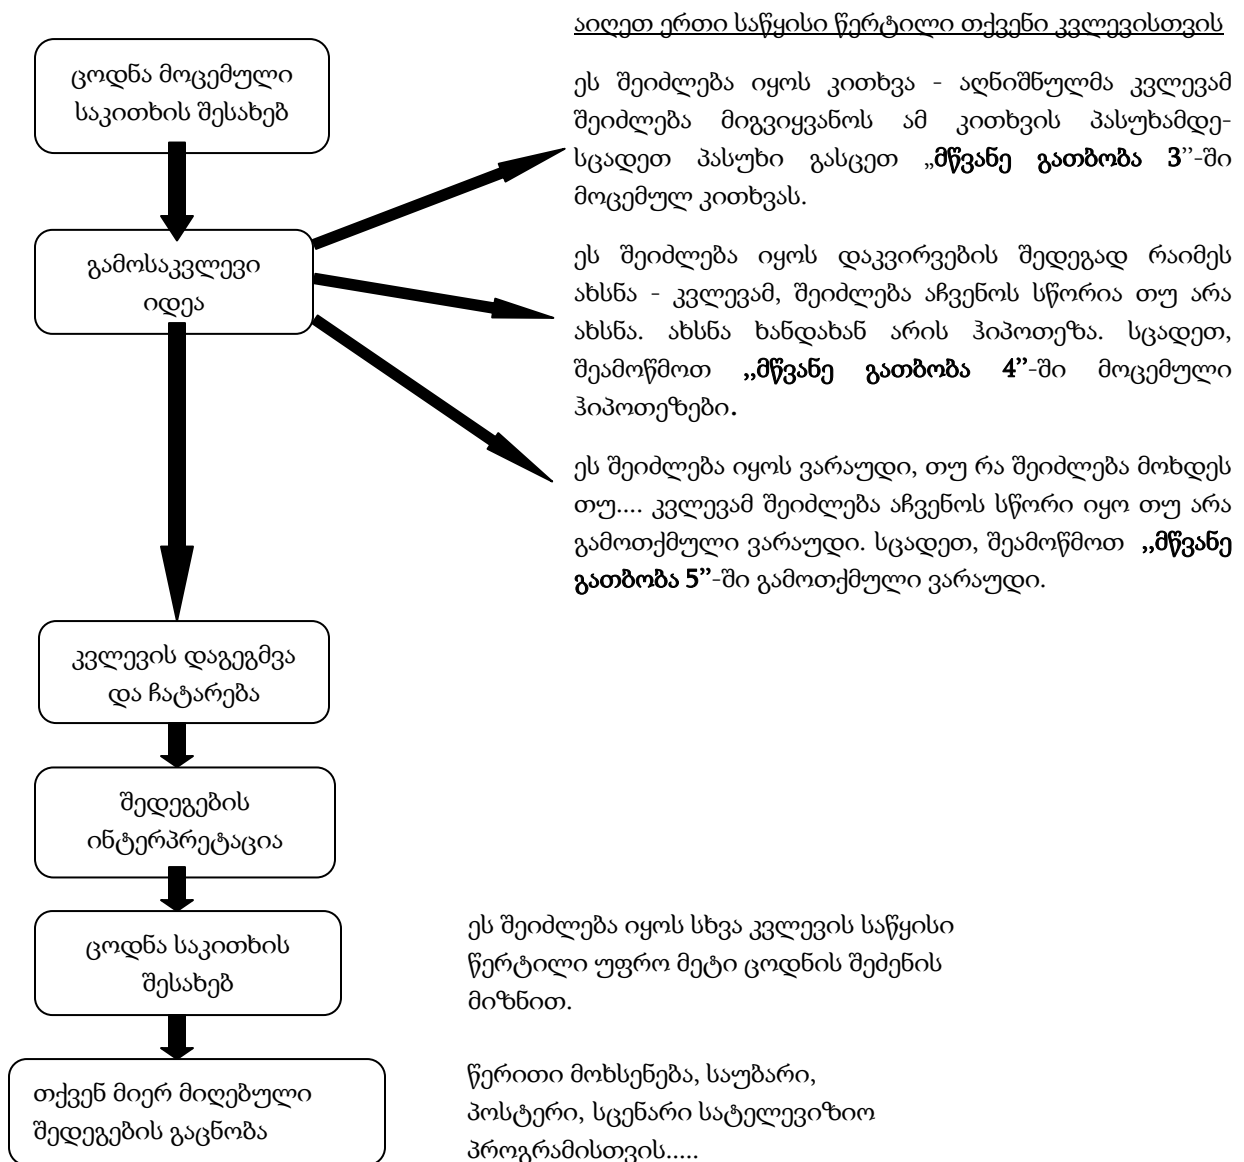 აიღეთ ერთი საწყისი წერტილი თქვენი კვლევისთვის
ცოდნა მოცემული
საკითხის შესახებ
ეს შეიძლება იყოს კითხვა - აღნიშნულმა კვლევამ
შეიძლება მიგვიყვანოს ამ კითხვის პასუხამდე-
სცადეთ პასუხი გასცეთ „მწვანე გათბობა 3’’-ში
მოცემულ კითხვას.
გამოსაკვლევი
იდეა
ეს შეიძლება იყოს დაკვირვების შედეგად რაიმეს
ახსნა - კვლევამ, შეიძლება აჩვენოს სწორია თუ არა
ახსნა. ახსნა ხანდახან არის ჰიპოთეზა. სცადეთ,
შეამოწმოთ ,,მწვანე გათბობა 4’’-ში მოცემული
ჰიპოთეზები.
ეს შეიძლება იყოს ვარაუდი, თუ რა შეიძლება მოხდეს
თუ.... კვლევამ შეიძლება აჩვენოს სწორი იყო თუ არა
გამოთქმული ვარაუდი. სცადეთ, შეამოწმოთ ,,მწვანე
გათბობა 5’’-ში გამოთქმული ვარაუდი.
კვლევის დაგეგმვა
და ჩატარება
შედეგების
ინტერპრეტაცია
ცოდნა საკითხის
შესახებ
ეს შეიძლება იყოს სხვა კვლევის საწყისი
წერტილი უფრო მეტი ცოდნის შეძენის
მიზნით.
თქვენ მიერ მიღებული
შედეგების გაცნობა
წერითი მოხსენება, საუბარი,
პოსტერი, სცენარი სატელევიზიო
პროგრამისთვის.....